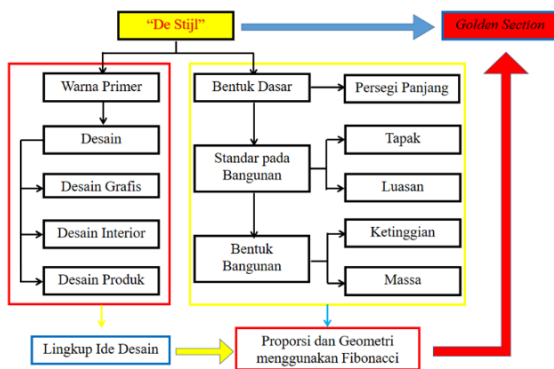 “De Stijl”
Golden Section
Warna Primer
Desain
Desain Grafis
Desain Interior
Desain Produk
Bentuk Dasar
Persegi Panjang
Standar pada
Bangunan
Tapak
Luasan
Bentuk
Bangunan
Ketinggian
Massa
Lingkup Ide Desain
Proporsi dan Geometri
menggunakan Fibonacci